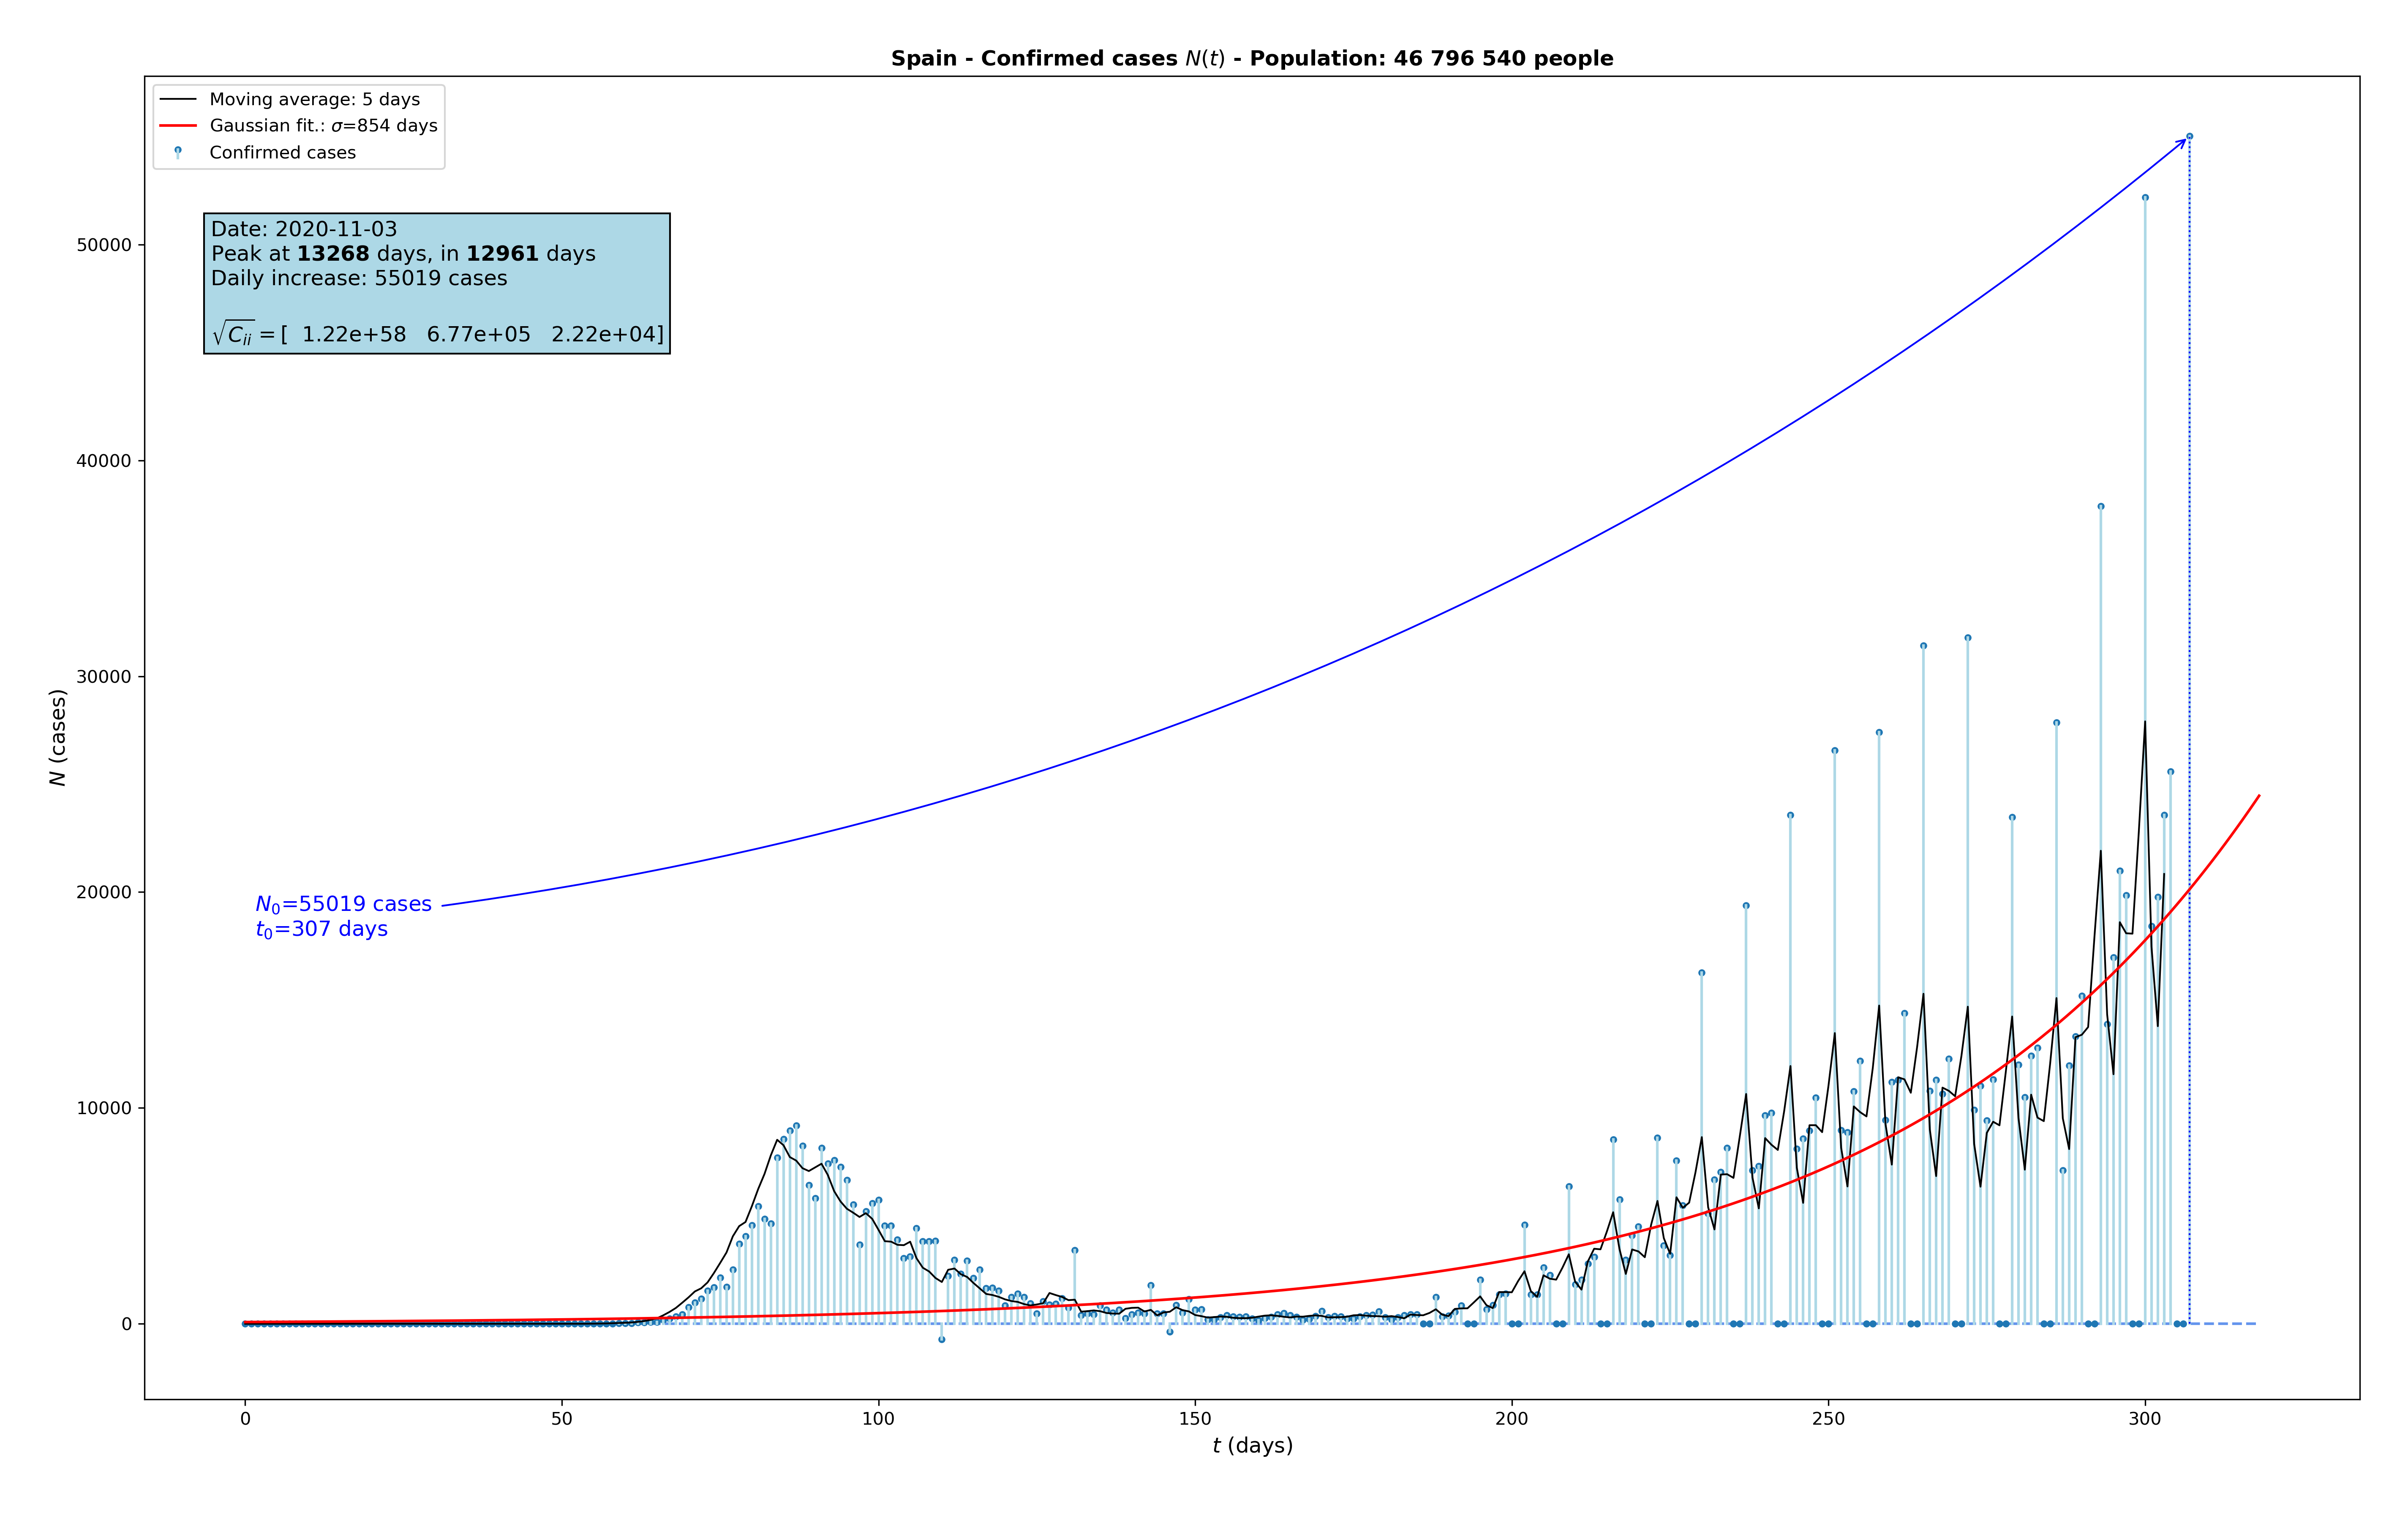 Spain - Confirmed cases N(t) - Population: 46 796 540 people
Moving average: 5 days
Gaussian fit.: σ=854 days
Confirmed cases
Date: 2020-11-03
Peak at 13268 days, in 12961 days
Daily increase: 55019 cases
√C_ii = [ 1.22e+58 6.77e+05 2.22e+04]
N₀=55019 cases
t₀=307 days
N (cases)
50000
40000
30000
20000
10000
0
0 50 100 150 200 250 300
t (days)